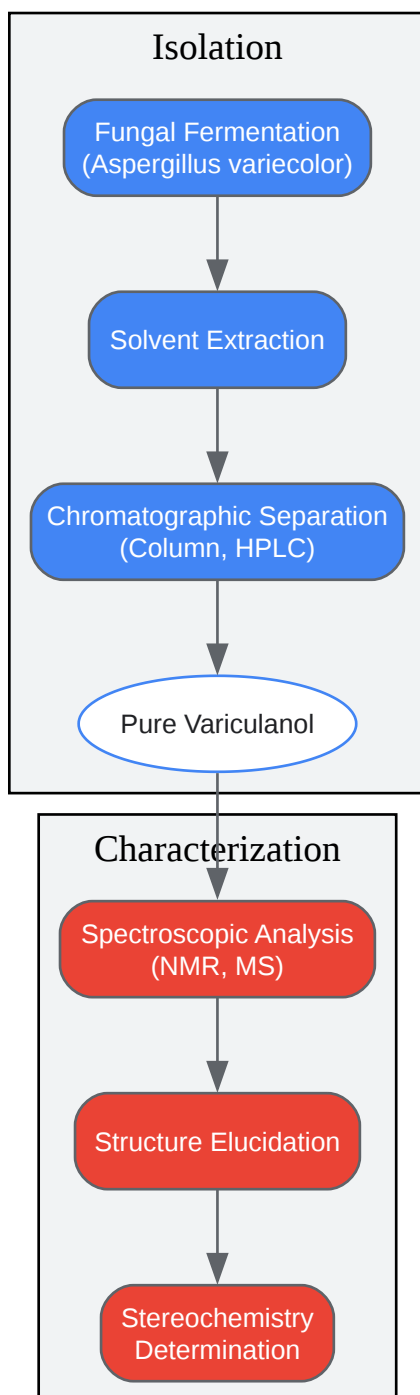 Isolation
Fungal Fermentation
(Aspergillus variecolor)
Solvent Extraction
Chromatographic Separation
(Column, HPLC)
Pure Variculanol
Characterization
Spectroscopic Analysis
(NMR, MS)
Structure Elucidation
Stereochemistry
Determination